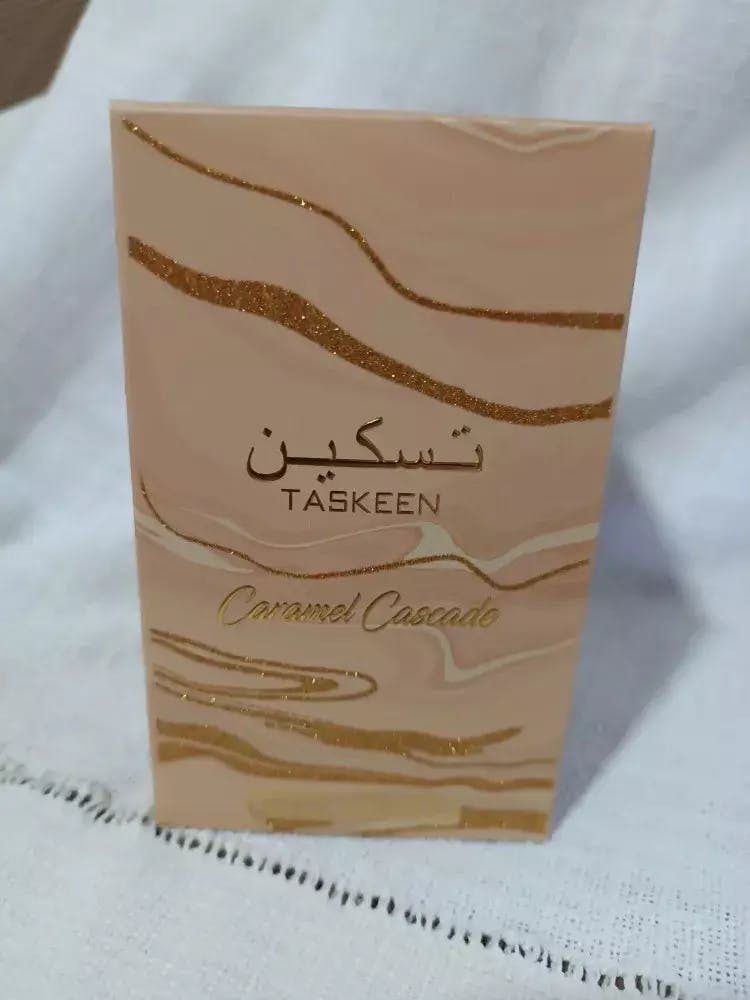 تسكين
TASKEEN
Caramel Cascade